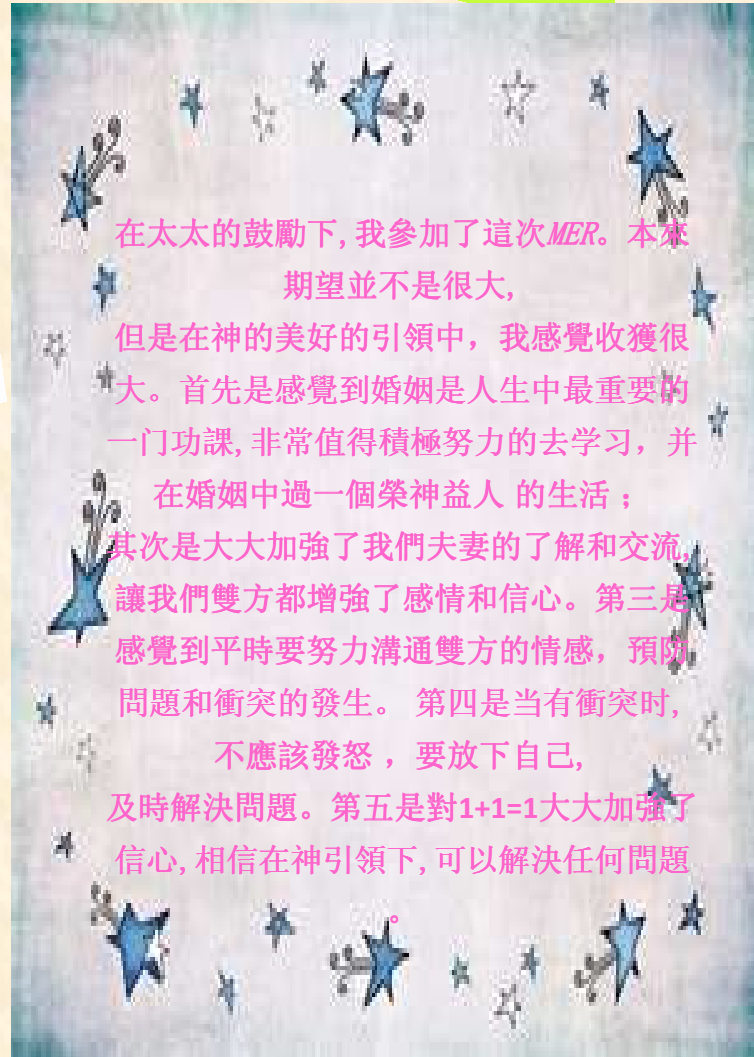 在太太的鼓勵下,我參加了這次MER。本來
期望並不是很大,
但是在神的美好的引領中，我感覺收獲很
大。首先是感覺到婚姻是人生中最重要的
一门功課,非常值得積極努力的去学习，并
在婚姻中過一個榮神益人 的生活 ；
其次是大大加強了我們夫妻的了解和交流,
讓我們雙方都增強了感情和信心。第三是
感覺到平時要努力溝通雙方的情感，預防
問題和衝突的發生。 第四是当有衝突时,
不應該發怒 ，要放下自己,
及時解決問題。第五是對1+1=1大大加強了
信心,相信在神引領下,可以解決任何問題
。